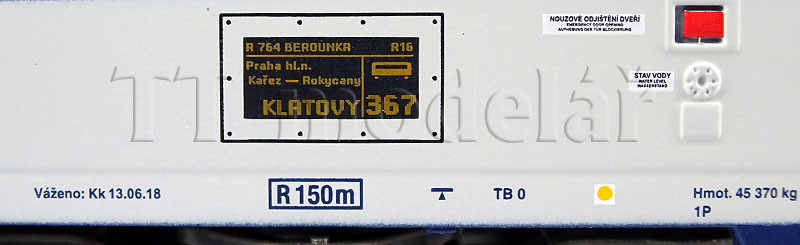 NOUZOVÉ ODJIŠTĚNÍ DVEŘÍ
EMERGENCY DOOR OPENING
AUFHEBUNG DER TÜR BLOCKIERUNG
R 764 BEROUNKA R16
Praha hl.n.
Kařez — Rokycany
KLATOVY 367
STAV VODY
WATER LEVEL
WASSERSTAND
TT modelář
Váženo: Kk 13.06.18
R 150m
TB 0
Hmot. 45 370 kg
1P